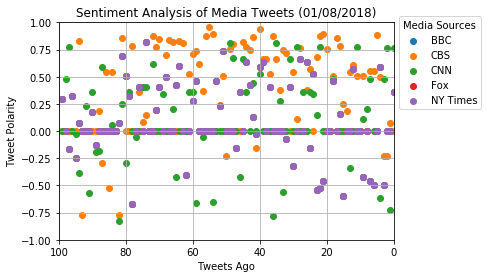 Sentiment Analysis of Media Tweets (01/08/2018)
Media Sources
BBC
CBS
CNN
Fox
NY Times
Tweet Polarity
1.00
0.75
0.50
0.25
0.00
−0.25
−0.50
−0.75
−1.00
100 80 60 40 20 0
Tweets Ago